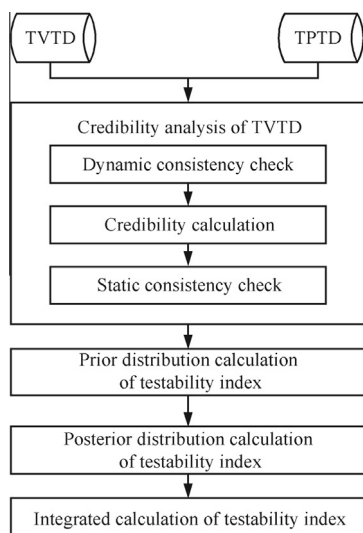 TVTD
TPTD
Credibility analysis of TVTD
Dynamic consistency check
Credibility calculation
Static consistency check
Prior distribution calculation
of testability index
Posterior distribution calculation
of testability index
Integrated calculation of testability index